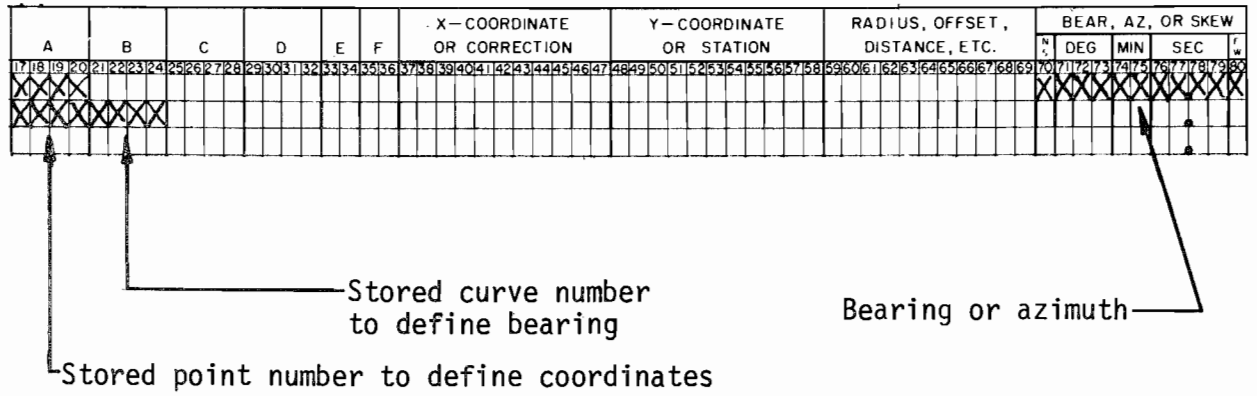 X-COORDINATE Y-COORDINATE RADIUS, OFFSET, BEAR, AZ, OR SKEW
A B C D E F OR CORRECTION OR STATION DISTANCE, ETC. N S DEG MIN SEC F W
17 18 19 20 21 22 23 24 25 26 27 28 29 30 31 32 33 34 35 36 37 38 39 40 41 42 43 44 45 46 47 48 49 50 51 52 53 54 55 56 57 58 59 60 61 62 63 64 65 66 67 68 69 70 71 72 73 74 75 76 77 78 79 80
X X X X X X X X X X X X X X X
X X X X X X X X .
.
Stored curve number
to define bearing
Bearing or azimuth
Stored point number to define coordinates